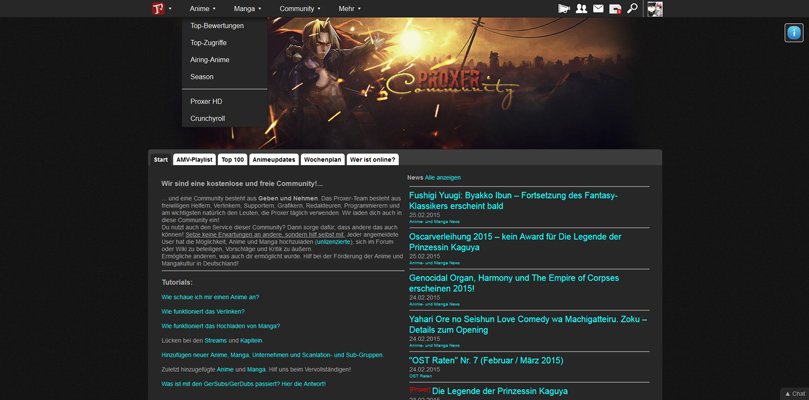 Anime
Manga
Community
Mehr
Top-Bewertungen
Top-Zugriffe
Airing-Anime
Season
Proxer HD
Crunchyroll
PROXER
Community
Start
AMV-Playlist
Top 100
Animeupdates
Wochenplan
Wer ist online?
Wir sind eine kostenlose und freie Community!...
... und eine Community besteht aus Geben und Nehmen. Das Proxer-Team besteht aus
freiwilligen Helfern, Verlinkern, Supportern, Grafikern, Redakteuren, Programmierern und
am wichtigsten natürlich den Leuten, die Proxer täglich verwenden. Wir laden dich auch in
diese Community ein!
Du nutzt auch den Service dieser Community? Dann sorge dafür, dass andere das auch
können! Setze keine Erwartungen an andere, sondern hilf selbst mit. Jeder angemeldete
User hat die Möglichkeit, Anime und Manga hochzuladen (unlizenzierte), sich im Forum
oder Wiki zu beteiligen, Vorschläge und Kritik zu äußern.
Ermögliche anderen, was auch dir ermöglicht wurde. Hilf bei der Förderung der Anime und
Mangakultur in Deutschland!
Tutorials:
Wie schaue ich mir einen Anime an?
Wie funktioniert das Verlinken?
Wie funktioniert das Hochladen von Manga?
Lücken bei den Streams und Kapiteln
Hinzufügen neuer Anime, Manga, Unternehmen und Scanlation- und Sub-Gruppen.
Zuletzt hinzugefügte Anime und Manga. Hilf uns beim Vervollständigen!
Was ist mit den GerSubs/GerDubs passiert? Hier die Antwort!
News Alle anzeigen
Fushigi Yuugi: Byakko Ibun – Fortsetzung des Fantasy-
Klassikers erscheint bald
25.02.2015
Anime- und Manga-News
Oscarverleihung 2015 – kein Award für Die Legende der
Prinzessin Kaguya
25.02.2015
Anime- und Manga-News
Genocidal Organ, Harmony und The Empire of Corpses
erscheinen 2015!
24.02.2015
Anime- und Manga-News
Yahari Ore no Seishun Love Comedy wa Machigatteiru. Zoku –
Details zum Opening
24.02.2015
Anime- und Manga-News
"OST Raten" Nr. 7 (Februar / März 2015)
24.02.2015
OST Raten
[Proxer] Die Legende der Prinzessin Kaguya
23.02.2015
Chat